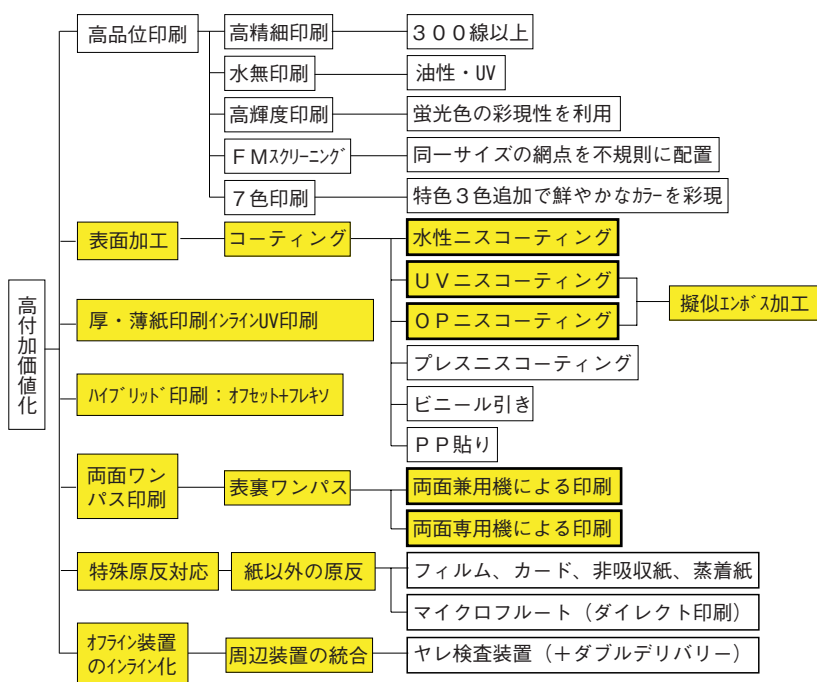 高付加価値化
高品位印刷
高精細印刷
３００線以上
水無印刷
油性・UV
高輝度印刷
蛍光色の彩現性を利用
ＦＭｽｸﾘｰﾆﾝｸﾞ
同一サイズの網点を不規則に配置
７色印刷
特色３色追加で鮮やかなｶﾗｰを彩現
表面加工
コーティング
水性ニスコーティング
ＵＶニスコーティング
ＯＰニスコーティング
擬似ｴﾝﾎﾞｽ加工
プレスニスコーティング
ビニール引き
ＰＰ貼り
厚・薄紙印刷ｲﾝﾗｲﾝUV印刷
ﾊｲﾌﾞﾘｯﾄﾞ印刷：ｵﾌｾｯﾄ+ﾌﾚｷｿ
両面ワン
パス印刷
表裏ワンパス
両面兼用機による印刷
両面専用機による印刷
特殊原反対応
紙以外の原反
フィルム、カード、非吸収紙、蒸着紙
マイクロフルート（ダイレクト印刷）
ｵﾌﾗｲﾝ装置
のｲﾝﾗｲﾝ化
周辺装置の統合
ヤレ検査装置（＋ダブルデリバリー）